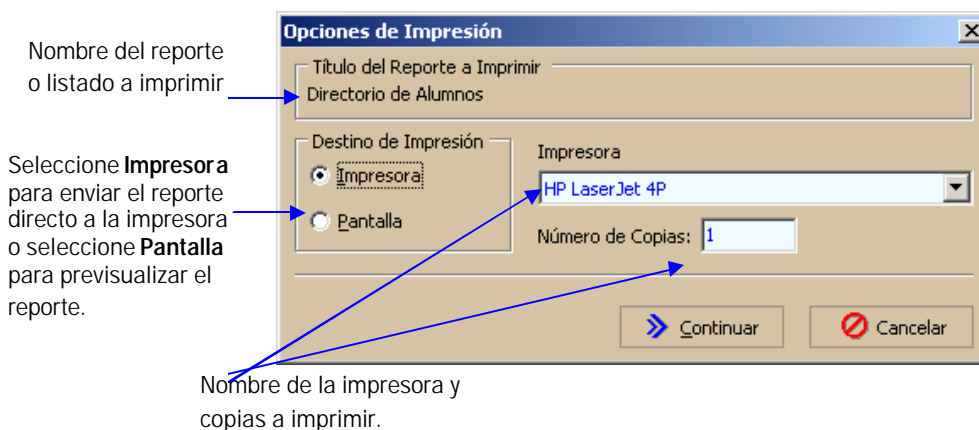 Opciones de Impresión
Nombre del reporte
o listado a imprimir
Título del Reporte a Imprimir
Directorio de Alumnos
Seleccione Impresora
para enviar el reporte
directo a la impresora
o seleccione Pantalla
para previsualizar el
reporte.
Destino de Impresión
Impresora
Pantalla
Impresora
HP LaserJet 4P
Número de Copias: 1
Continuar
Cancelar
Nombre de la impresora y
copias a imprimir.